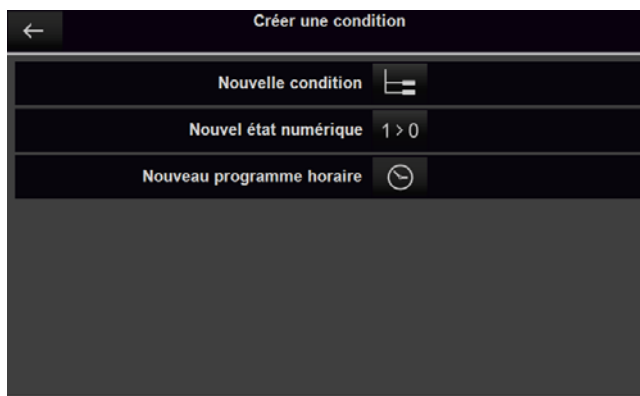 Créer une condition
Nouvelle condition
Nouvel état numérique 1 > 0
Nouveau programme horaire